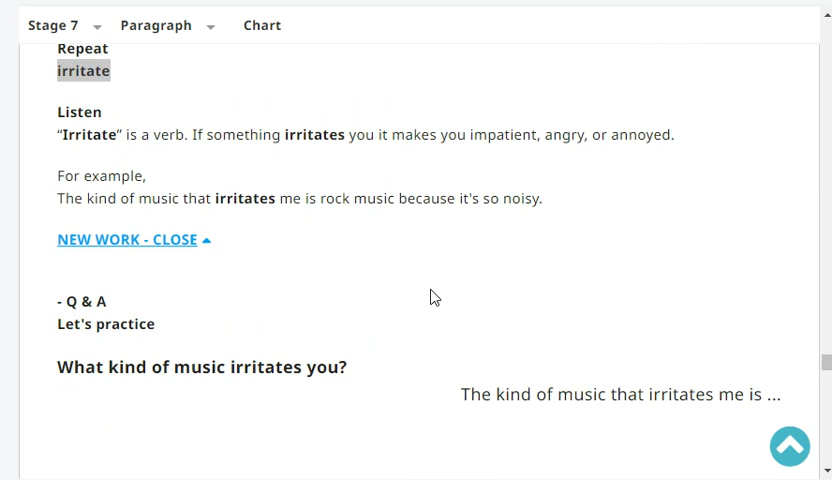 Stage 7 Paragraph Chart
Repeat
irritate
Listen
“Irritate” is a verb. If something irritates you it makes you impatient, angry, or annoyed.
For example,
The kind of music that irritates me is rock music because it's so noisy.
NEW WORK - CLOSE
- Q & A
Let's practice
What kind of music irritates you?
The kind of music that irritates me is ...